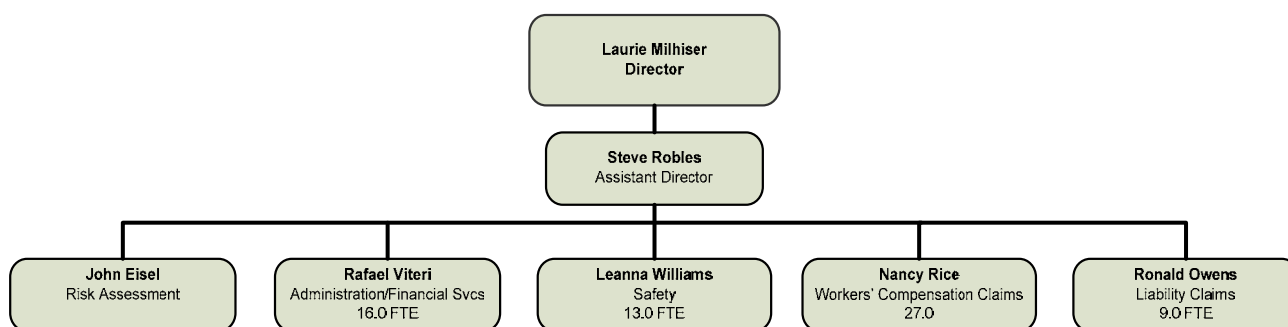 Laurie Milhiser
Director
Steve Robles
Assistant Director
John Eisel
Risk Assessment
Rafael Viteri
Administration/Financial Svcs
16.0 FTE
Leanna Williams
Safety
13.0 FTE
Nancy Rice
Workers' Compensation Claims
27.0
Ronald Owens
Liability Claims
9.0 FTE